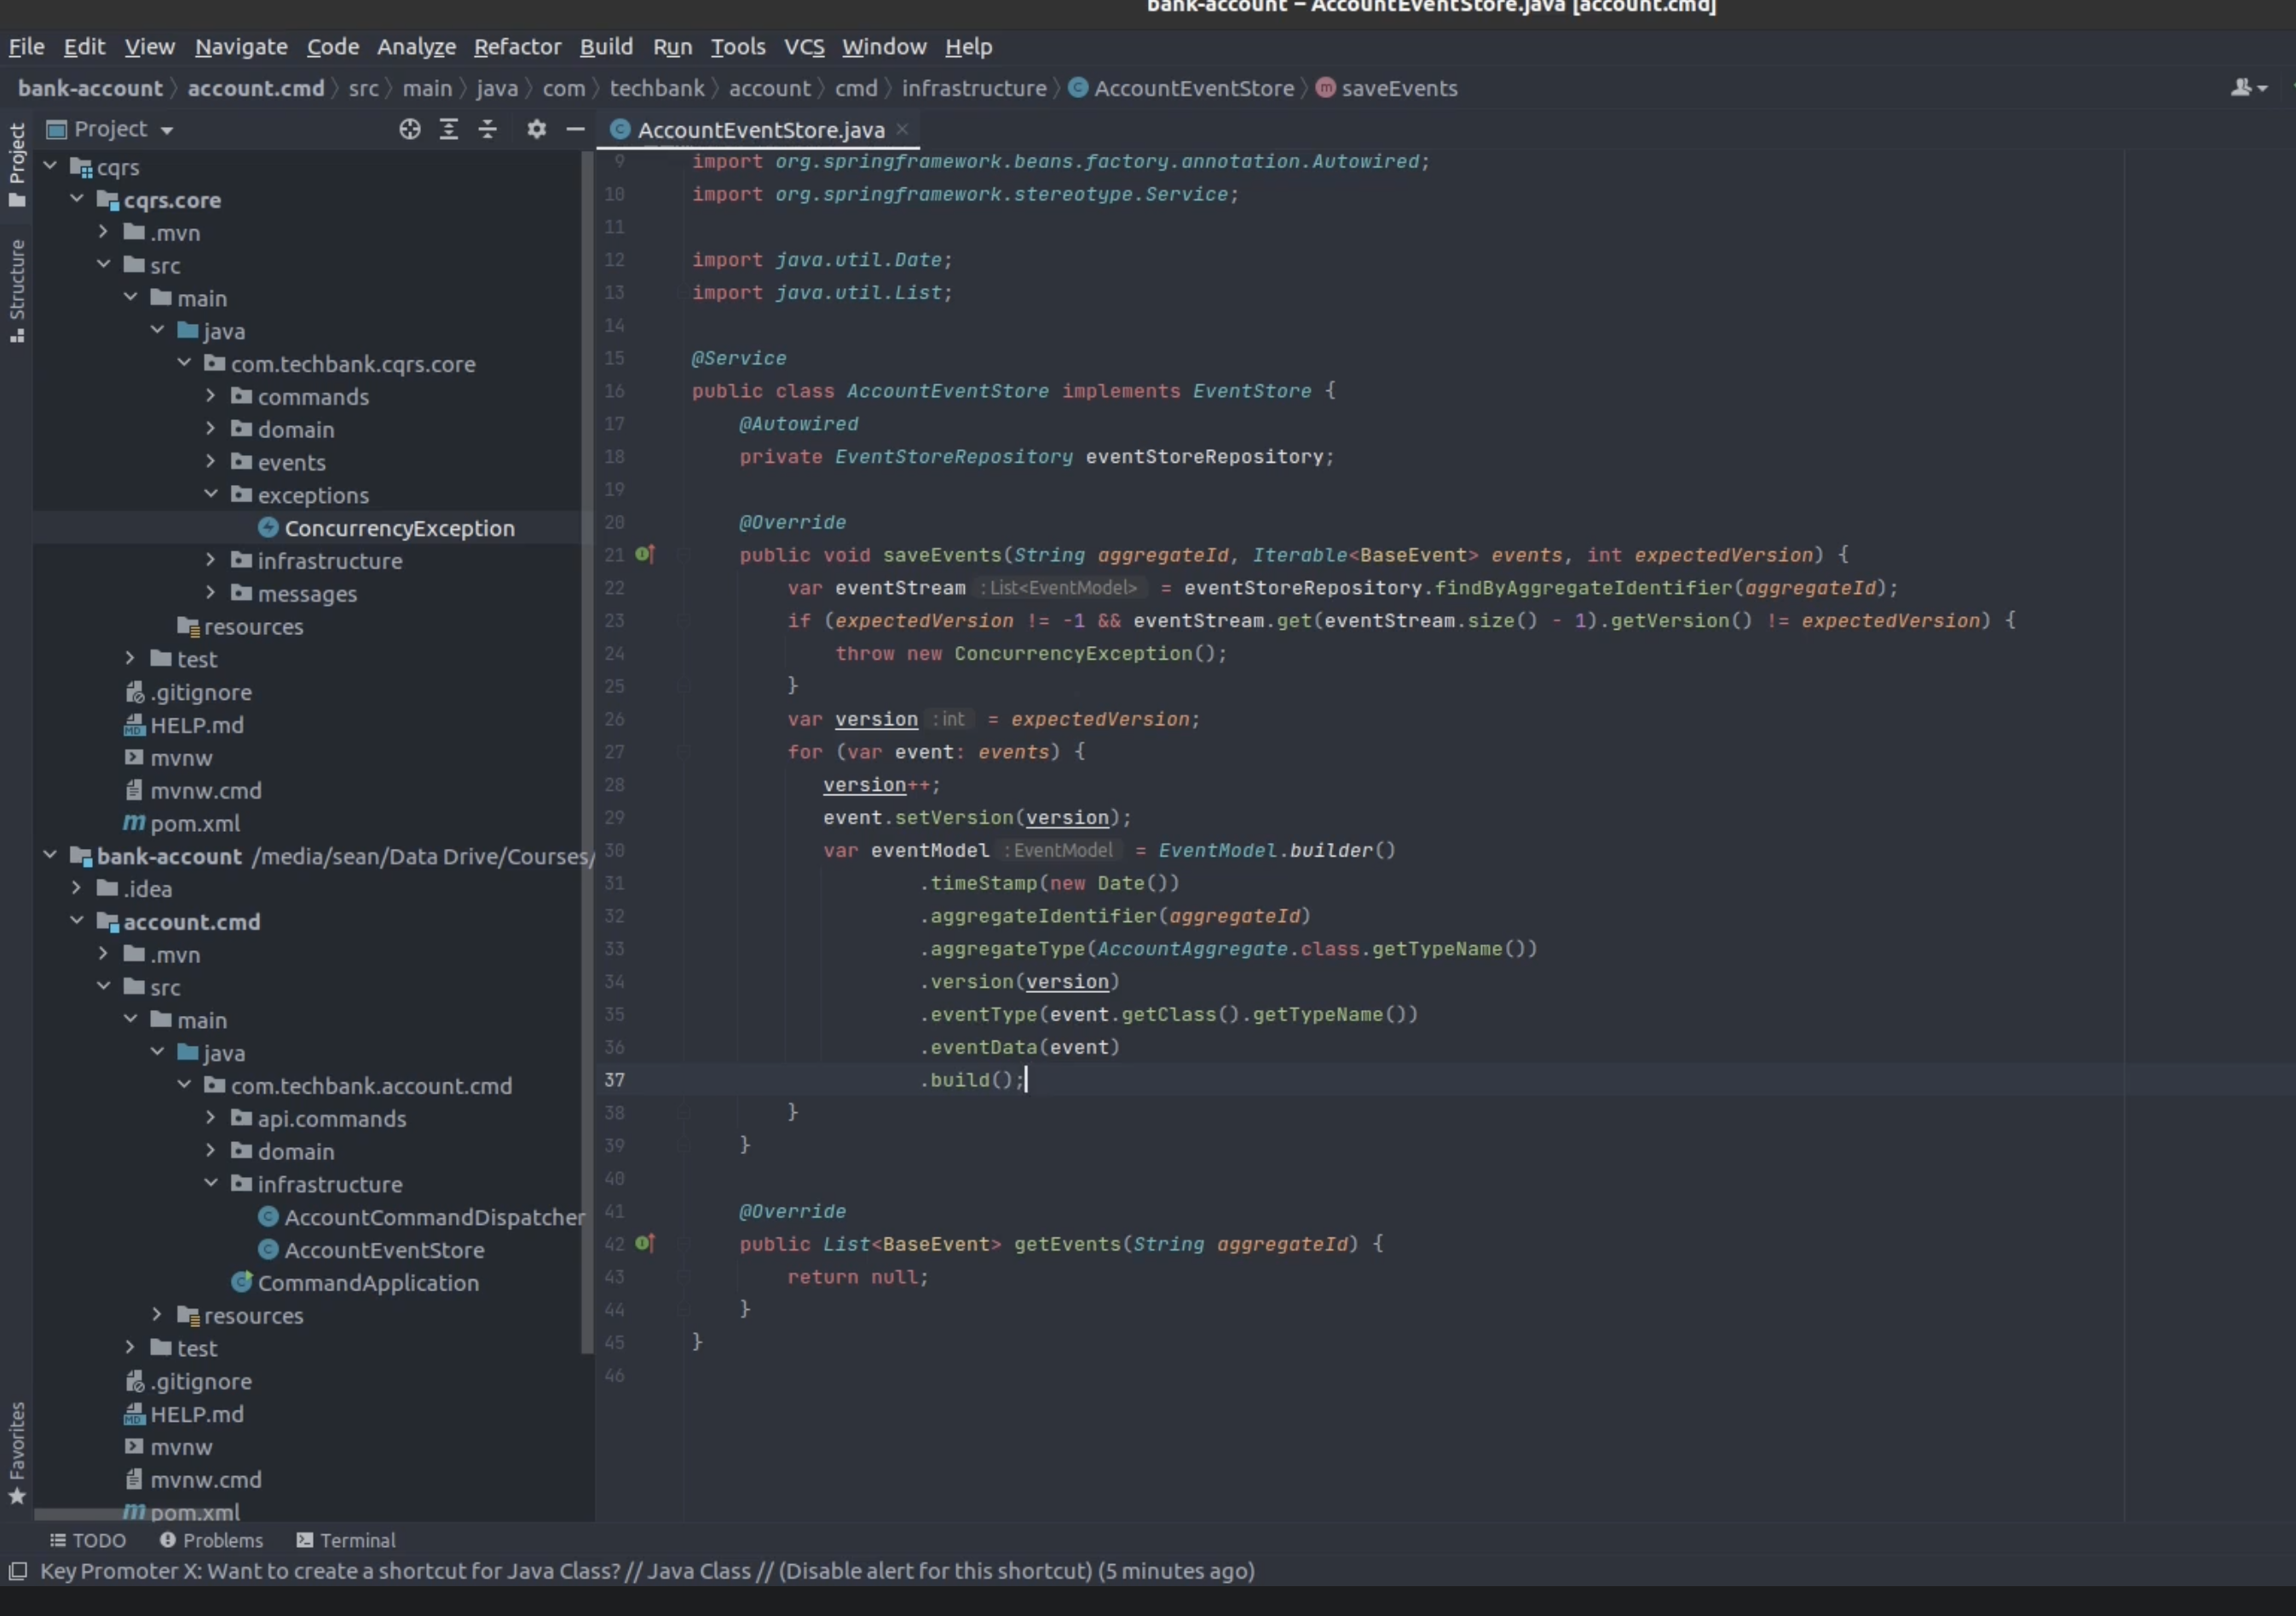 bank-account – AccountEventStore.java [account.cmd]
File Edit View Navigate Code Analyze Refactor Build Run Tools VCS Window Help
bank-account account.cmd src main java com techbank account cmd infrastructure AccountEventStore saveEvents
Project
Structure
Favorites
Project
cqrs
cqrs.core
.mvn
src
main
java
com.techbank.cqrs.core
commands
domain
events
exceptions
ConcurrencyException
infrastructure
messages
resources
test
.gitignore
HELP.md
mvnw
mvnw.cmd
pom.xml
bank-account /media/sean/Data Drive/Courses/
.idea
account.cmd
.mvn
src
main
java
com.techbank.account.cmd
api.commands
domain
infrastructure
AccountCommandDispatcher
AccountEventStore
CommandApplication
resources
test
.gitignore
HELP.md
mvnw
mvnw.cmd
pom.xml
AccountEventStore.java
9 import org.springframework.beans.factory.annotation.Autowired;
10 import org.springframework.stereotype.Service;
11
12 import java.util.Date;
13 import java.util.List;
14
15 @Service
16 public class AccountEventStore implements EventStore {
17 @Autowired
18 private EventStoreRepository eventStoreRepository;
19
20 @Override
21 public void saveEvents(String aggregateId, Iterable<BaseEvent> events, int expectedVersion) {
22 var eventStream : List<EventModel> = eventStoreRepository.findByAggregateIdentifier(aggregateId);
23 if (expectedVersion != -1 && eventStream.get(eventStream.size() - 1).getVersion() != expectedVersion) {
24 throw new ConcurrencyException();
25 }
26 var version : int = expectedVersion;
27 for (var event: events) {
28 version++;
29 event.setVersion(version);
30 var eventModel : EventModel = EventModel.builder()
31 .timeStamp(new Date())
32 .aggregateIdentifier(aggregateId)
33 .aggregateType(AccountAggregate.class.getTypeName())
34 .version(version)
35 .eventType(event.getClass().getTypeName())
36 .eventData(event)
37 .build();
38 }
39 }
40
41 @Override
42 public List<BaseEvent> getEvents(String aggregateId) {
43 return null;
44 }
45 }
46
TODO Problems Terminal
Key Promoter X: Want to create a shortcut for Java Class? // Java Class // (Disable alert for this shortcut) (5 minutes ago)